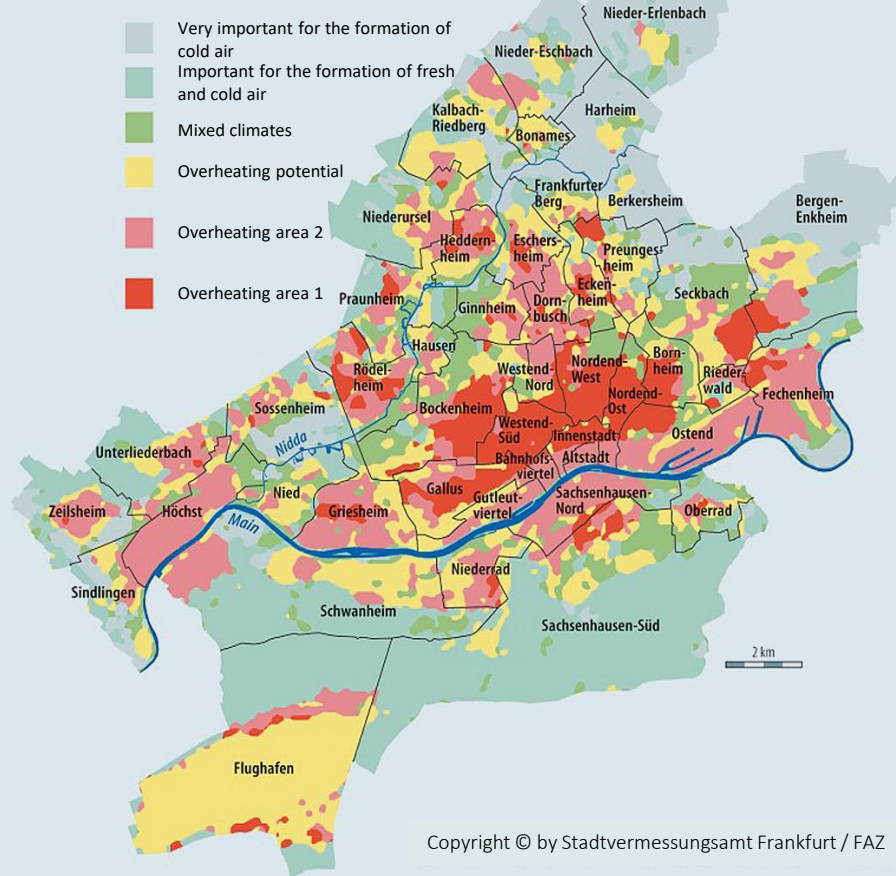 Very important for the formation of
cold air
Important for the formation of fresh
and cold air
Mixed climates
Overheating potential
Overheating area 2
Overheating area 1
Nieder-Erlenbach
Nieder-Eschbach
Kalbach-
Riedberg
Harheim
Bonames
Frankfurter
Berg
Berkersheim
Bergen-
Enkheim
Niederursel
Heddern-
heim
Eschers-
heim
Preunges-
heim
Ecken-
heim
Seckbach
Praunheim
Ginnheim
Dorn-
busch
Hausen
Rödel-
heim
Westend-
Nord
Nordend-
West
Born-
heim
Rieder-
wald
Fechenheim
Nordend-
Ost
Sossenheim
Bockenheim
Westend-
Süd
Innenstadt
Ostend
Nidda
Unterliederbach
Bahnhofs-
viertel
Altstadt
Zeilsheim
Höchst
Nied
Griesheim
Gallus
Gutleut-
viertel
Sachsenhausen-
Nord
Oberrad
Main
Niederrad
Sindlingen
Schwanheim
Sachsenhausen-Süd
2 km
Flughafen
Copyright © by Stadtvermessungsamt Frankfurt / FAZ